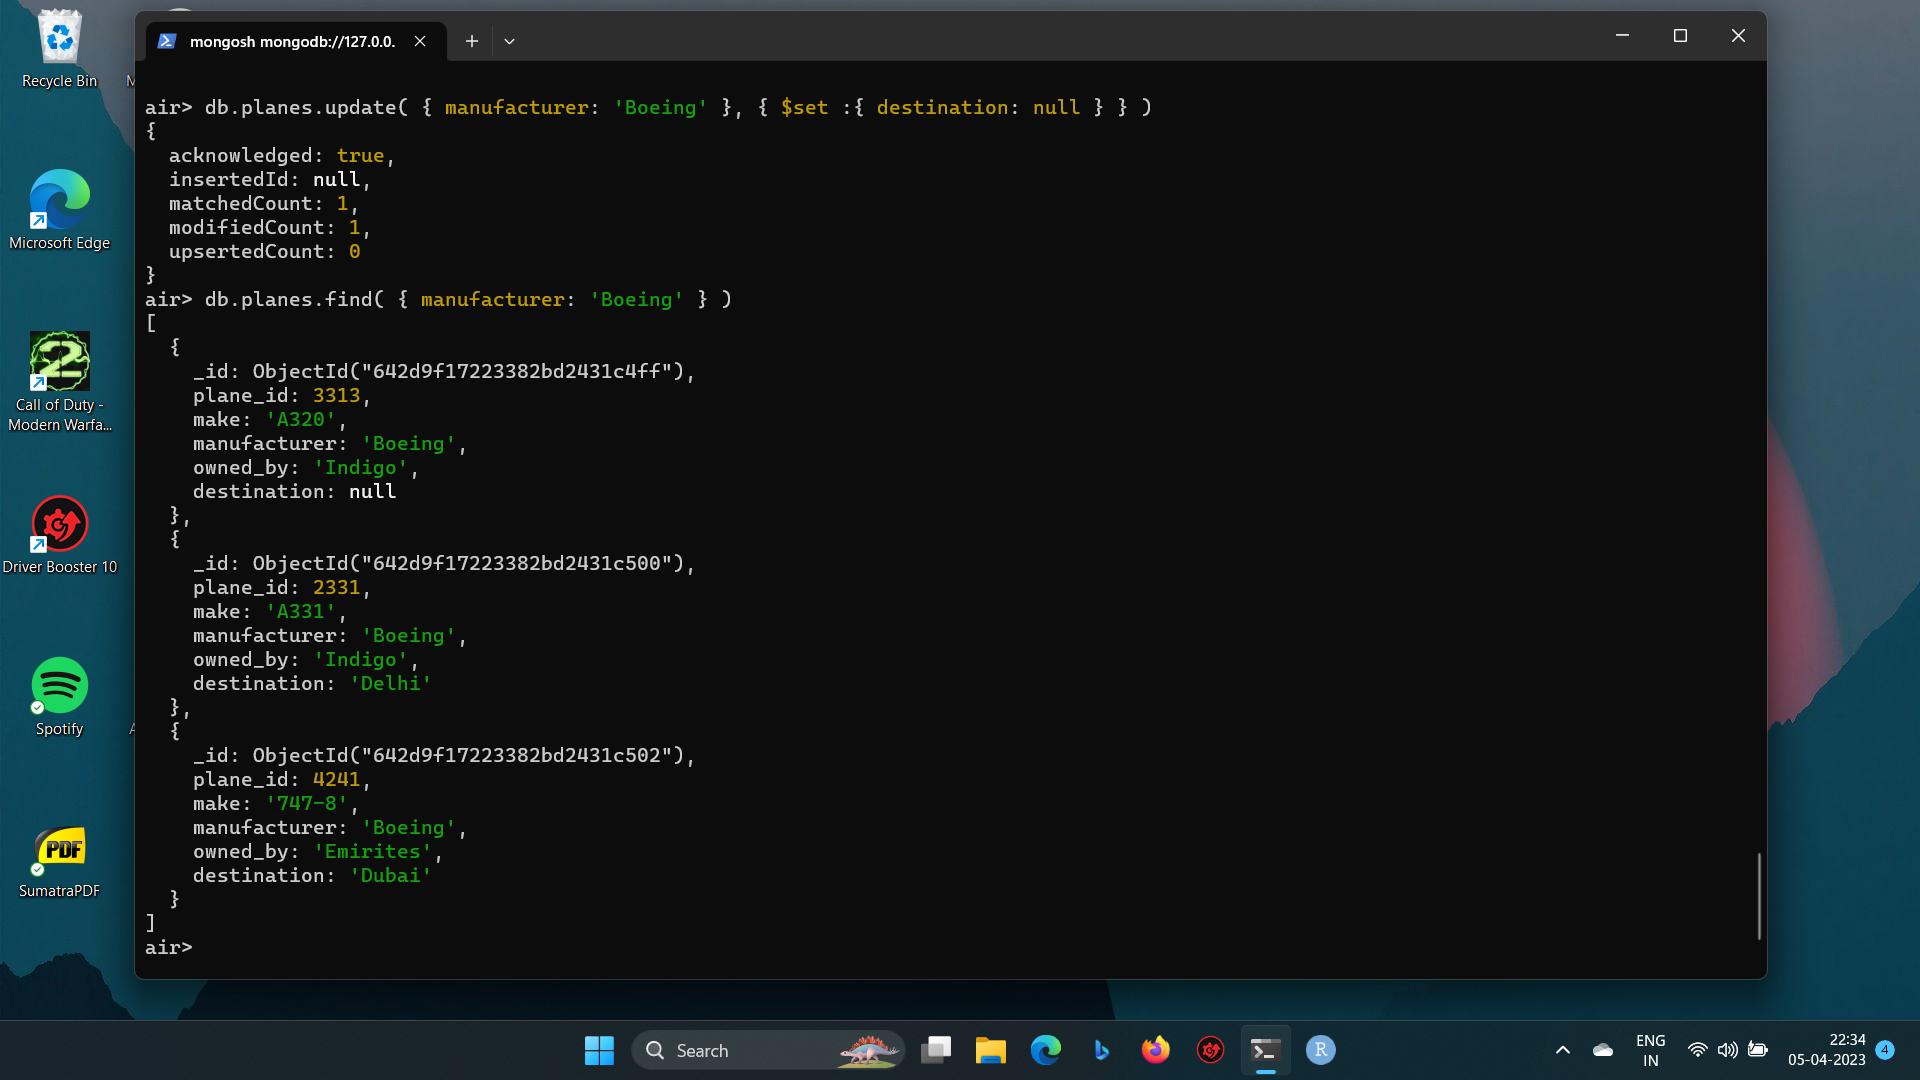 mongosh mongodb://127.0.0.
Recycle Bin
Microsoft Edge
Call of Duty -
Modern Warfa...
Driver Booster 10
Spotify
PDF
SumatraPDF
air> db.planes.update( { manufacturer: 'Boeing' }, { $set :{ destination: null } } )
{
  acknowledged: true,
  insertedId: null,
  matchedCount: 1,
  modifiedCount: 1,
  upsertedCount: 0
}
air> db.planes.find( { manufacturer: 'Boeing' } )
[
  {
    _id: ObjectId("642d9f17223382bd2431c4ff"),
    plane_id: 3313,
    make: 'A320',
    manufacturer: 'Boeing',
    owned_by: 'Indigo',
    destination: null
  },
  {
    _id: ObjectId("642d9f17223382bd2431c500"),
    plane_id: 2331,
    make: 'A331',
    manufacturer: 'Boeing',
    owned_by: 'Indigo',
    destination: 'Delhi'
  },
  {
    _id: ObjectId("642d9f17223382bd2431c502"),
    plane_id: 4241,
    make: '747-8',
    manufacturer: 'Boeing',
    owned_by: 'Emirites',
    destination: 'Dubai'
  }
]
air>
Search
R
ENG
IN
22:34
05-04-2023
4